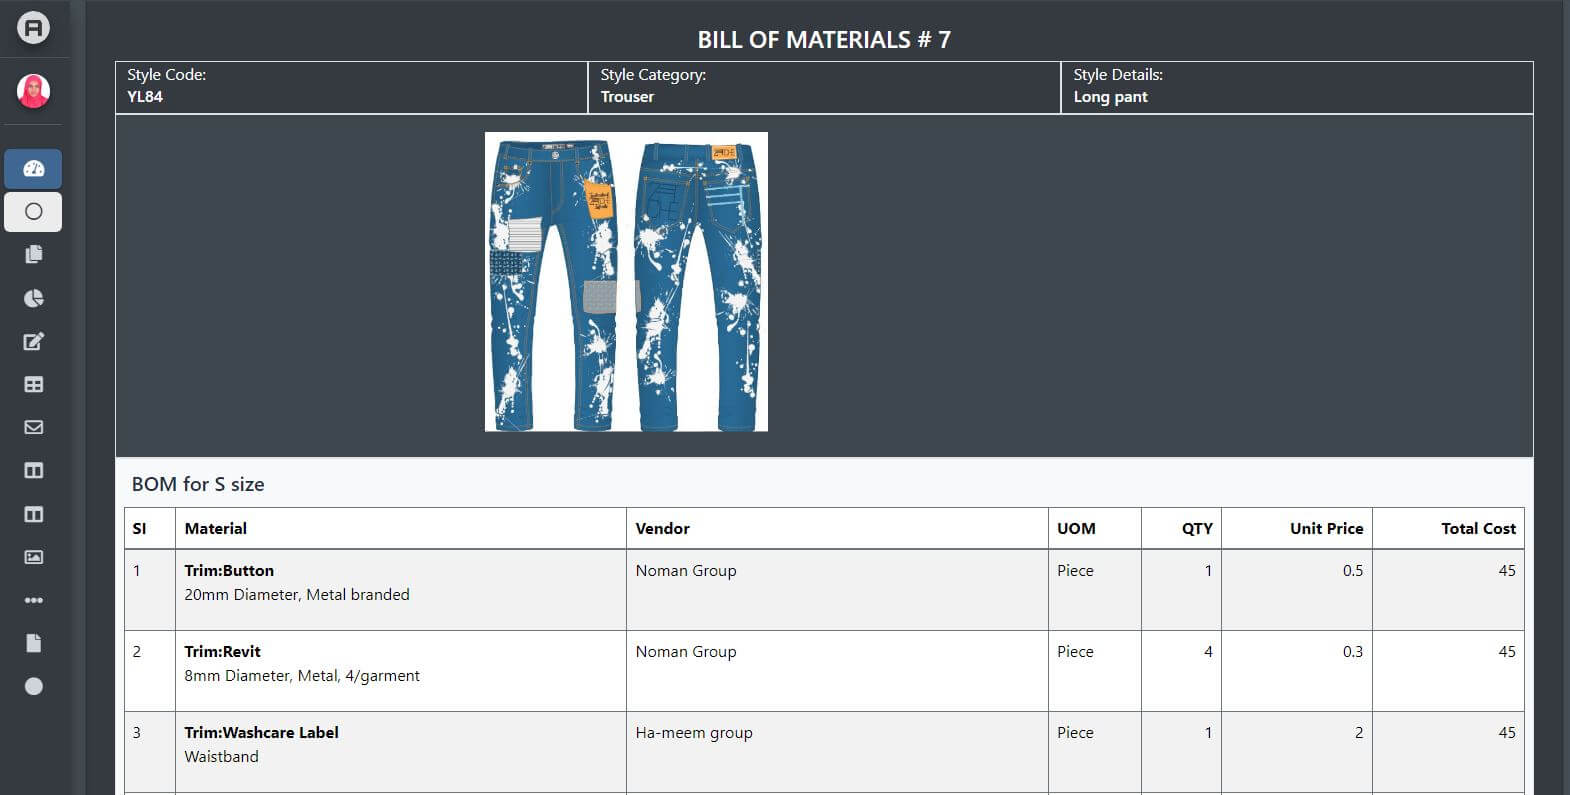 BILL OF MATERIALS # 7
Style Code:
YL84
Style Category:
Trouser
Style Details:
Long pant
BOM for S size
SI Material Vendor UOM QTY Unit Price Total Cost
1 Trim:Button Noman Group Piece 1 0.5 45
20mm Diameter, Metal branded
2 Trim:Revit Noman Group Piece 4 0.3 45
8mm Diameter, Metal, 4/garment
3 Trim:Washcare Label Ha-meem group Piece 1 2 45
Waistband